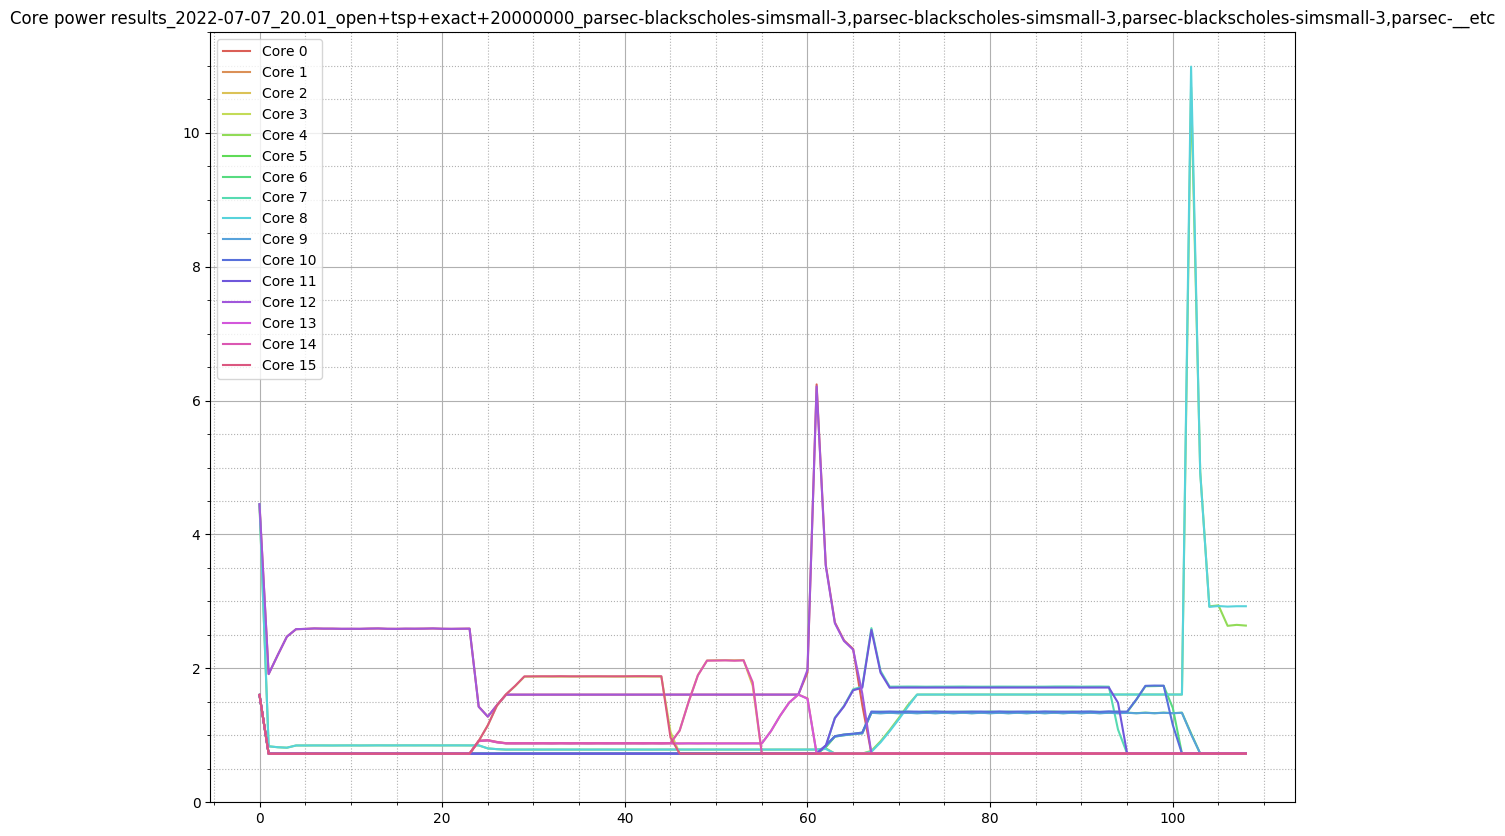 Core power results_2022-07-07_20.01_open+tsp+exact+20000000_parsec-blackscholes-simsmall-3,parsec-blackscholes-simsmall-3,parsec-blackscholes-simsmall-3,parsec-__etc
Core 0
Core 1
Core 2
Core 3
Core 4
Core 5
Core 6
Core 7
Core 8
Core 9
Core 10
Core 11
Core 12
Core 13
Core 14
Core 15
10
8
6
4
2
0
0 20 40 60 80 100